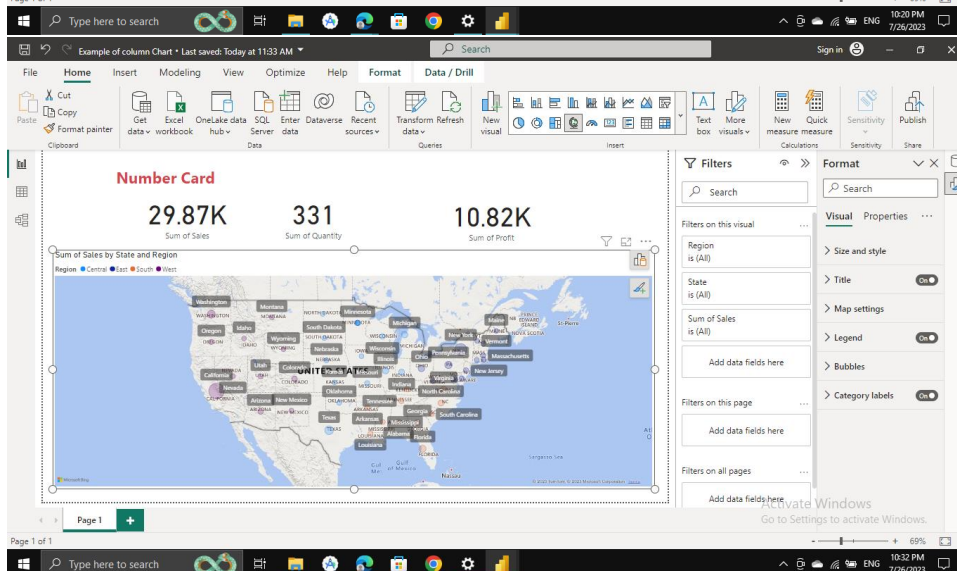 Type here to search
ENG
10:20 PM
7/26/2023
Example of column Chart • Last saved: Today at 11:33 AM
Search
Sign in
File Home Insert Modeling View Optimize Help Format Data / Drill
Paste
Cut
Copy
Format painter
Get data
Excel workbook
OneLake data hub
SQL Server
Enter data
Dataverse
Recent sources
Transform data
Refresh
New visual
Text box
More visuals
New measure
Quick measure
Sensitivity
Publish
Clipboard Data Queries Insert Calculations Sensitivity Share
Number Card
29.87K
Sum of Sales
331
Sum of Quantity
10.82K
Sum of Profit
Sum of Sales by State and Region
Region Central East South West
Washington
Montana
Minnesota
Michigan
Maine
Oregon
Idaho
South Dakota
New York
Vermont
Wyoming
Nebraska
Wisconsin
Illinois
Ohio
Pennsylvania
Massachusetts
California
Utah
Colorado
UNITED STATES
Missouri
Indiana
Virginia
New Jersey
Nevada
Arizona
New Mexico
Oklahoma
Tennessee
North Carolina
Texas
Arkansas
Mississippi
Georgia
South Carolina
Louisiana
Alabama
Florida
Sargasso Sea
Nassau
St-Pierre
Filters
Search
Filters on this visual
Region
is (All)
State
is (All)
Sum of Sales
is (All)
Add data fields here
Filters on this page
Add data fields here
Filters on all pages
Add data fields here
Format
Search
Visual Properties
Size and style
Title On
Map settings
Legend On
Bubbles
Category labels On
Activate Windows
Go to Settings to activate Windows.
Page 1
Page 1 of 1
69%
Type here to search
ENG
10:32 PM
7/26/2023